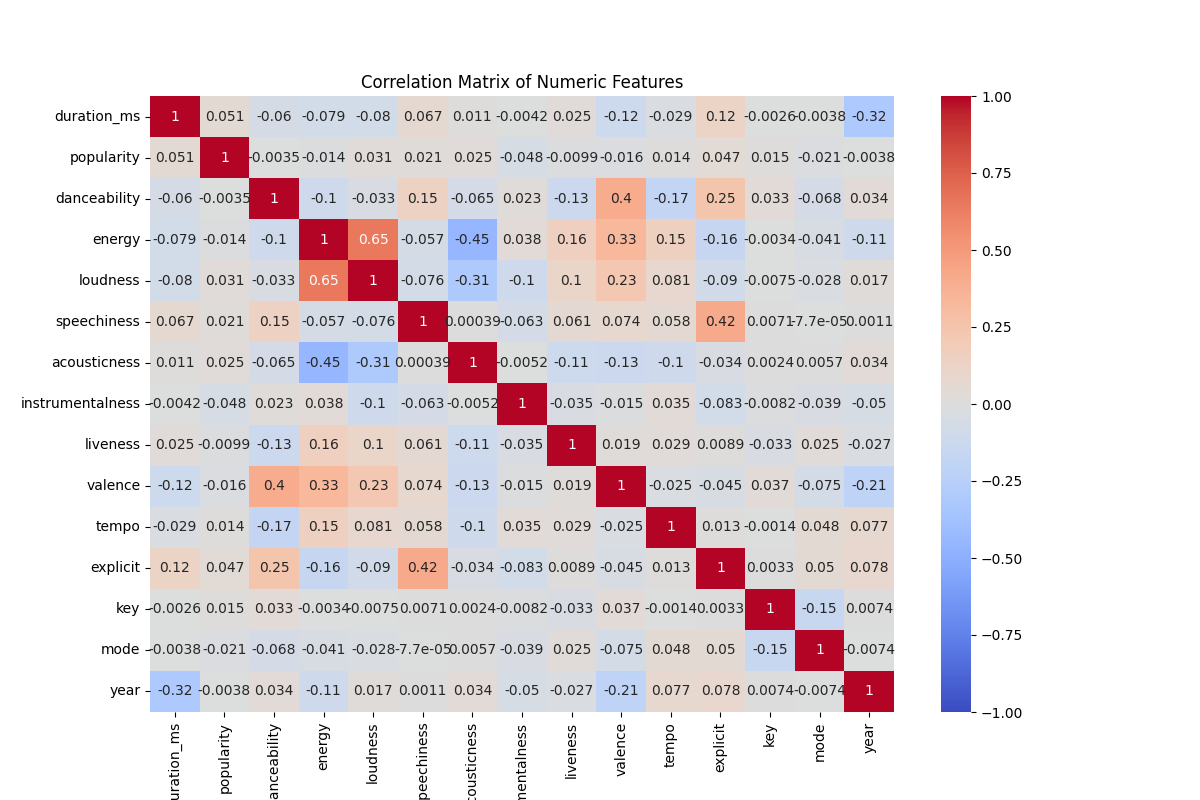 Correlation Matrix of Numeric Features
duration_ms 1 0.051 -0.06 -0.079 -0.08 0.067 0.011 -0.0042 0.025 -0.12 -0.029 0.12 -0.0026 -0.0038 -0.32 1.00
popularity 0.051 1 -0.0035 -0.014 0.031 0.021 0.025 -0.048 -0.0099 -0.016 0.014 0.047 0.015 -0.021 -0.0038
danceability -0.06 -0.0035 1 -0.1 -0.033 0.15 -0.065 0.023 -0.13 0.4 -0.17 0.25 0.033 -0.068 0.034 0.75
energy -0.079 -0.014 -0.1 1 0.65 -0.057 -0.45 0.038 0.16 0.33 0.15 -0.16 -0.0034 -0.041 -0.11 0.50
loudness -0.08 0.031 -0.033 0.65 1 -0.076 -0.31 -0.1 0.1 0.23 0.081 -0.09 -0.0075 -0.028 0.017
speechiness 0.067 0.021 0.15 -0.057 -0.076 1 0.00039 -0.063 0.061 0.074 0.058 0.42 0.0071 -7.7e-05 0.0011 0.25
acousticness 0.011 0.025 -0.065 -0.45 -0.31 0.00039 1 -0.0052 -0.11 -0.13 -0.1 -0.034 0.0024 0.0057 0.034
instrumentalness -0.0042 -0.048 0.023 0.038 -0.1 -0.063 -0.0052 1 -0.035 -0.015 0.035 -0.083 -0.0082 -0.039 -0.05 0.00
liveness 0.025 -0.0099 -0.13 0.16 0.1 0.061 -0.11 -0.035 1 0.019 0.029 0.0089 -0.033 0.025 -0.027
valence -0.12 -0.016 0.4 0.33 0.23 0.074 -0.13 -0.015 0.019 1 -0.025 -0.045 0.037 -0.075 -0.21 −0.25
tempo -0.029 0.014 -0.17 0.15 0.081 0.058 -0.1 0.035 0.029 -0.025 1 0.013 -0.0014 0.048 0.077
explicit 0.12 0.047 0.25 -0.16 -0.09 0.42 -0.034 -0.083 0.0089 -0.045 0.013 1 0.0033 0.05 0.078 −0.50
key -0.0026 0.015 0.033 -0.0034 -0.0075 0.0071 0.0024 -0.0082 -0.033 0.037 -0.0014 0.0033 1 -0.15 0.0074 −0.75
mode -0.0038 -0.021 -0.068 -0.041 -0.028 -7.7e-05 0.0057 -0.039 0.025 -0.075 0.048 0.05 -0.15 1 -0.0074
year -0.32 -0.0038 0.034 -0.11 0.017 0.0011 0.034 -0.05 -0.027 -0.21 0.077 0.078 0.0074 -0.0074 1 −1.00
uration_ms popularity anceability energy loudness peechiness cousticness mentalness liveness valence tempo explicit key mode year